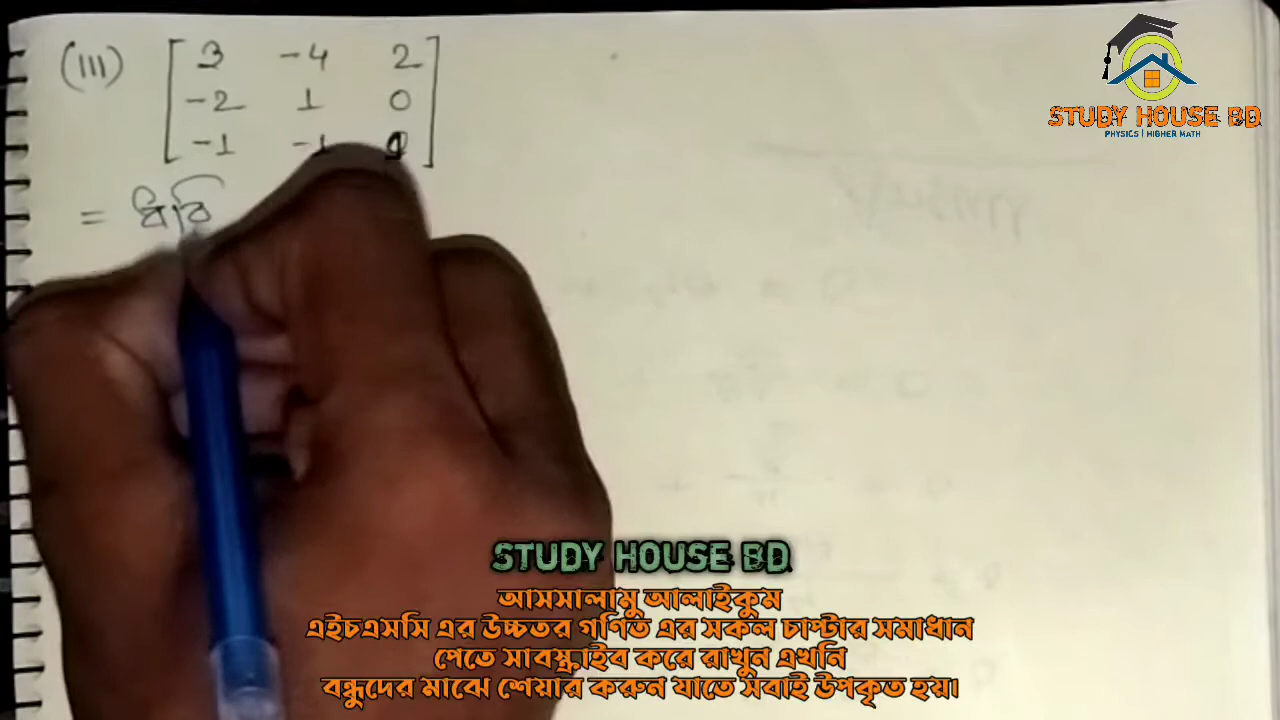 (iii) 3 -4 2
-2 1 0
-1 -1
= ধরি
STUDY HOUSE BD
PHYSICS | HIGHER MATH
STUDY HOUSE BD
আসসালামু আলাইকুম
এইচএসসি এর উচ্চতর গণিত এর সকল চাপ্টার সমাধান
পেতে সাবস্ক্রাইব করে রাখুন এখনি
বন্ধুদের মাঝে শেয়ার করুন যাতে সবাই উপকৃত হয়।